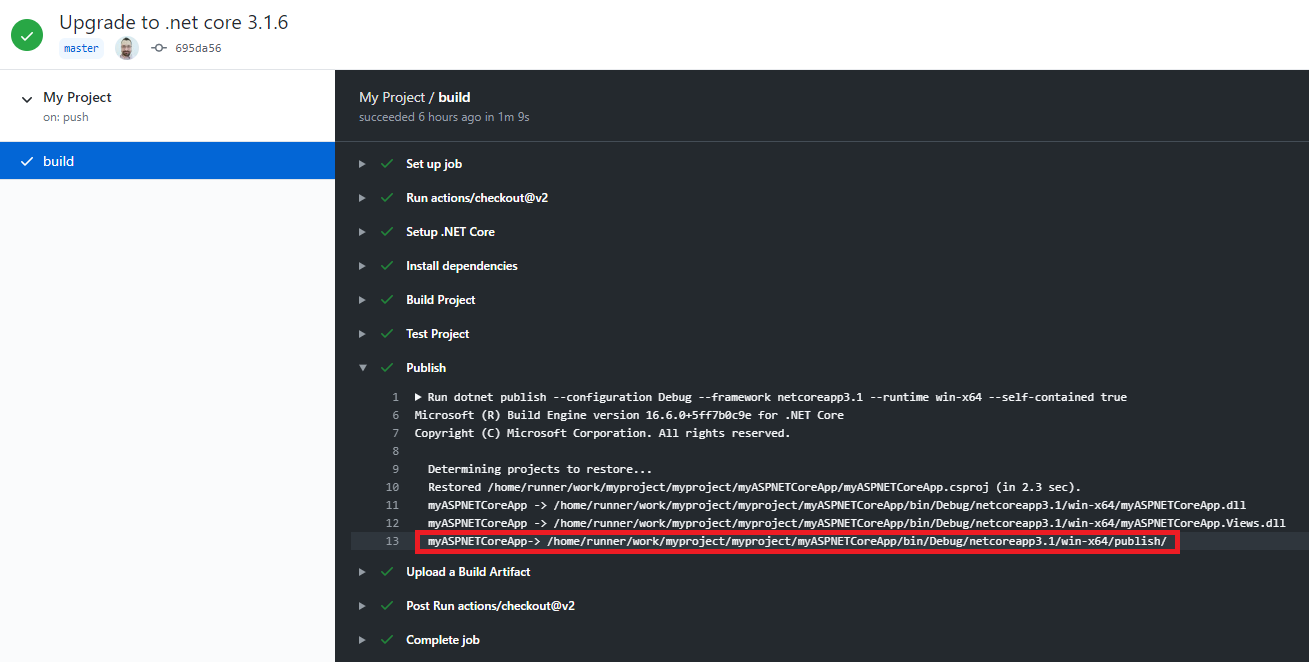 Upgrade to .net core 3.1.6
master 695da56
My Project
on: push
build
My Project / build
succeeded 6 hours ago in 1m 9s
Set up job
Run actions/checkout@v2
Setup .NET Core
Install dependencies
Build Project
Test Project
Publish
1 Run dotnet publish --configuration Debug --framework netcoreapp3.1 --runtime win-x64 --self-contained true
6 Microsoft (R) Build Engine version 16.6.0+5ff7b0c9e for .NET Core
7 Copyright (C) Microsoft Corporation. All rights reserved.
8
9 Determining projects to restore...
10 Restored /home/runner/work/myproject/myproject/myASPNETCoreApp/myASPNETCoreApp.csproj (in 2.3 sec).
11 myASPNETCoreApp -> /home/runner/work/myproject/myproject/myASPNETCoreApp/bin/Debug/netcoreapp3.1/win-x64/myASPNETCoreApp.dll
12 myASPNETCoreApp -> /home/runner/work/myproject/myproject/myASPNETCoreApp/bin/Debug/netcoreapp3.1/win-x64/myASPNETCoreApp.Views.dll
13 myASPNETCoreApp-> /home/runner/work/myproject/myproject/myASPNETCoreApp/bin/Debug/netcoreapp3.1/win-x64/publish/
Upload a Build Artifact
Post Run actions/checkout@v2
Complete job